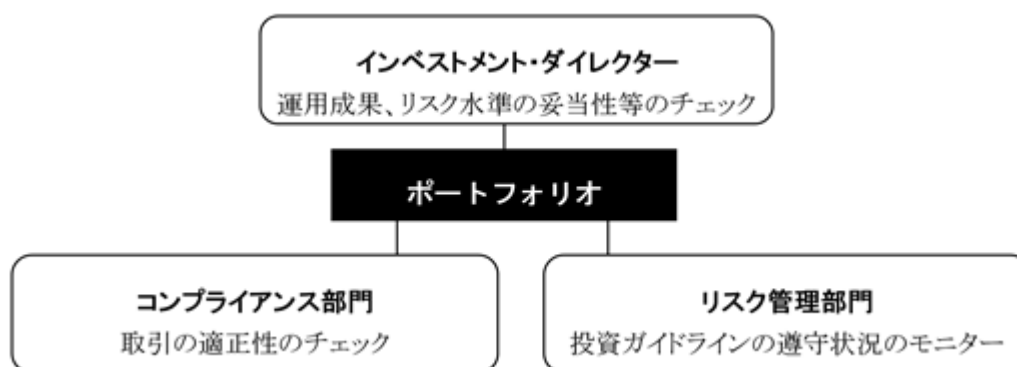 インベストメント・ダイレクター
運用成果、リスク水準の妥当性等のチェック
ポートフォリオ
コンプライアンス部門
取引の適正性のチェック
リスク管理部門
投資ガイドラインの遵守状況のモニター